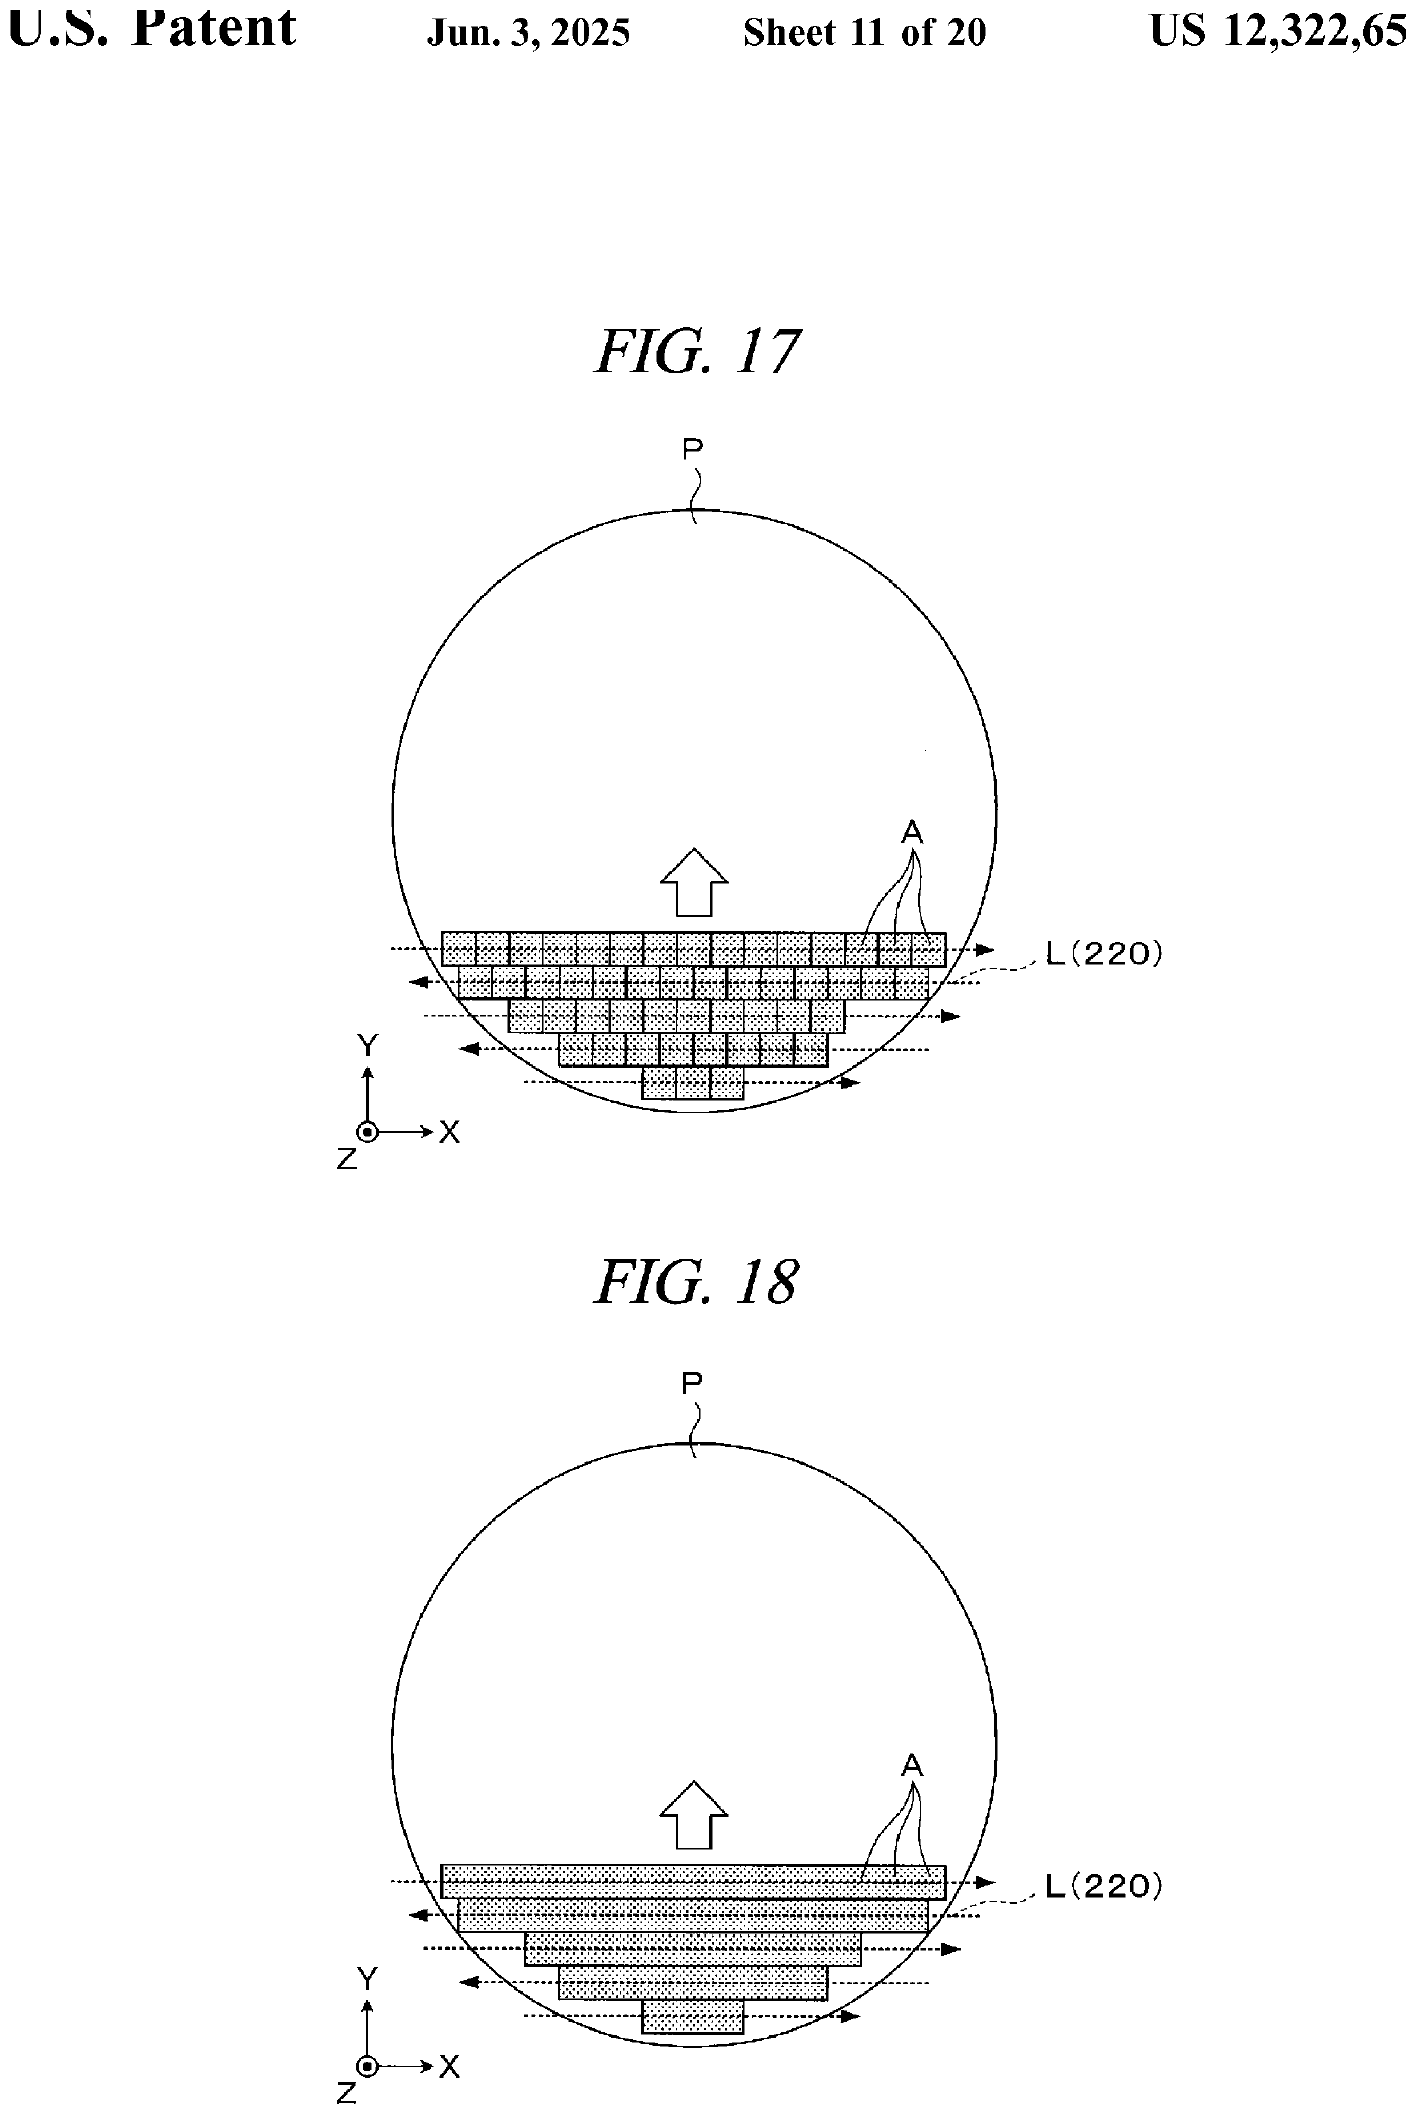 U.S. Patent Jun. 3, 2025 Sheet 11 of 20 US 12,322,65
FIG. 17
P
A
L(220)
Y
X
Z
FIG. 18
P
A
L(220)
Y
X
Z